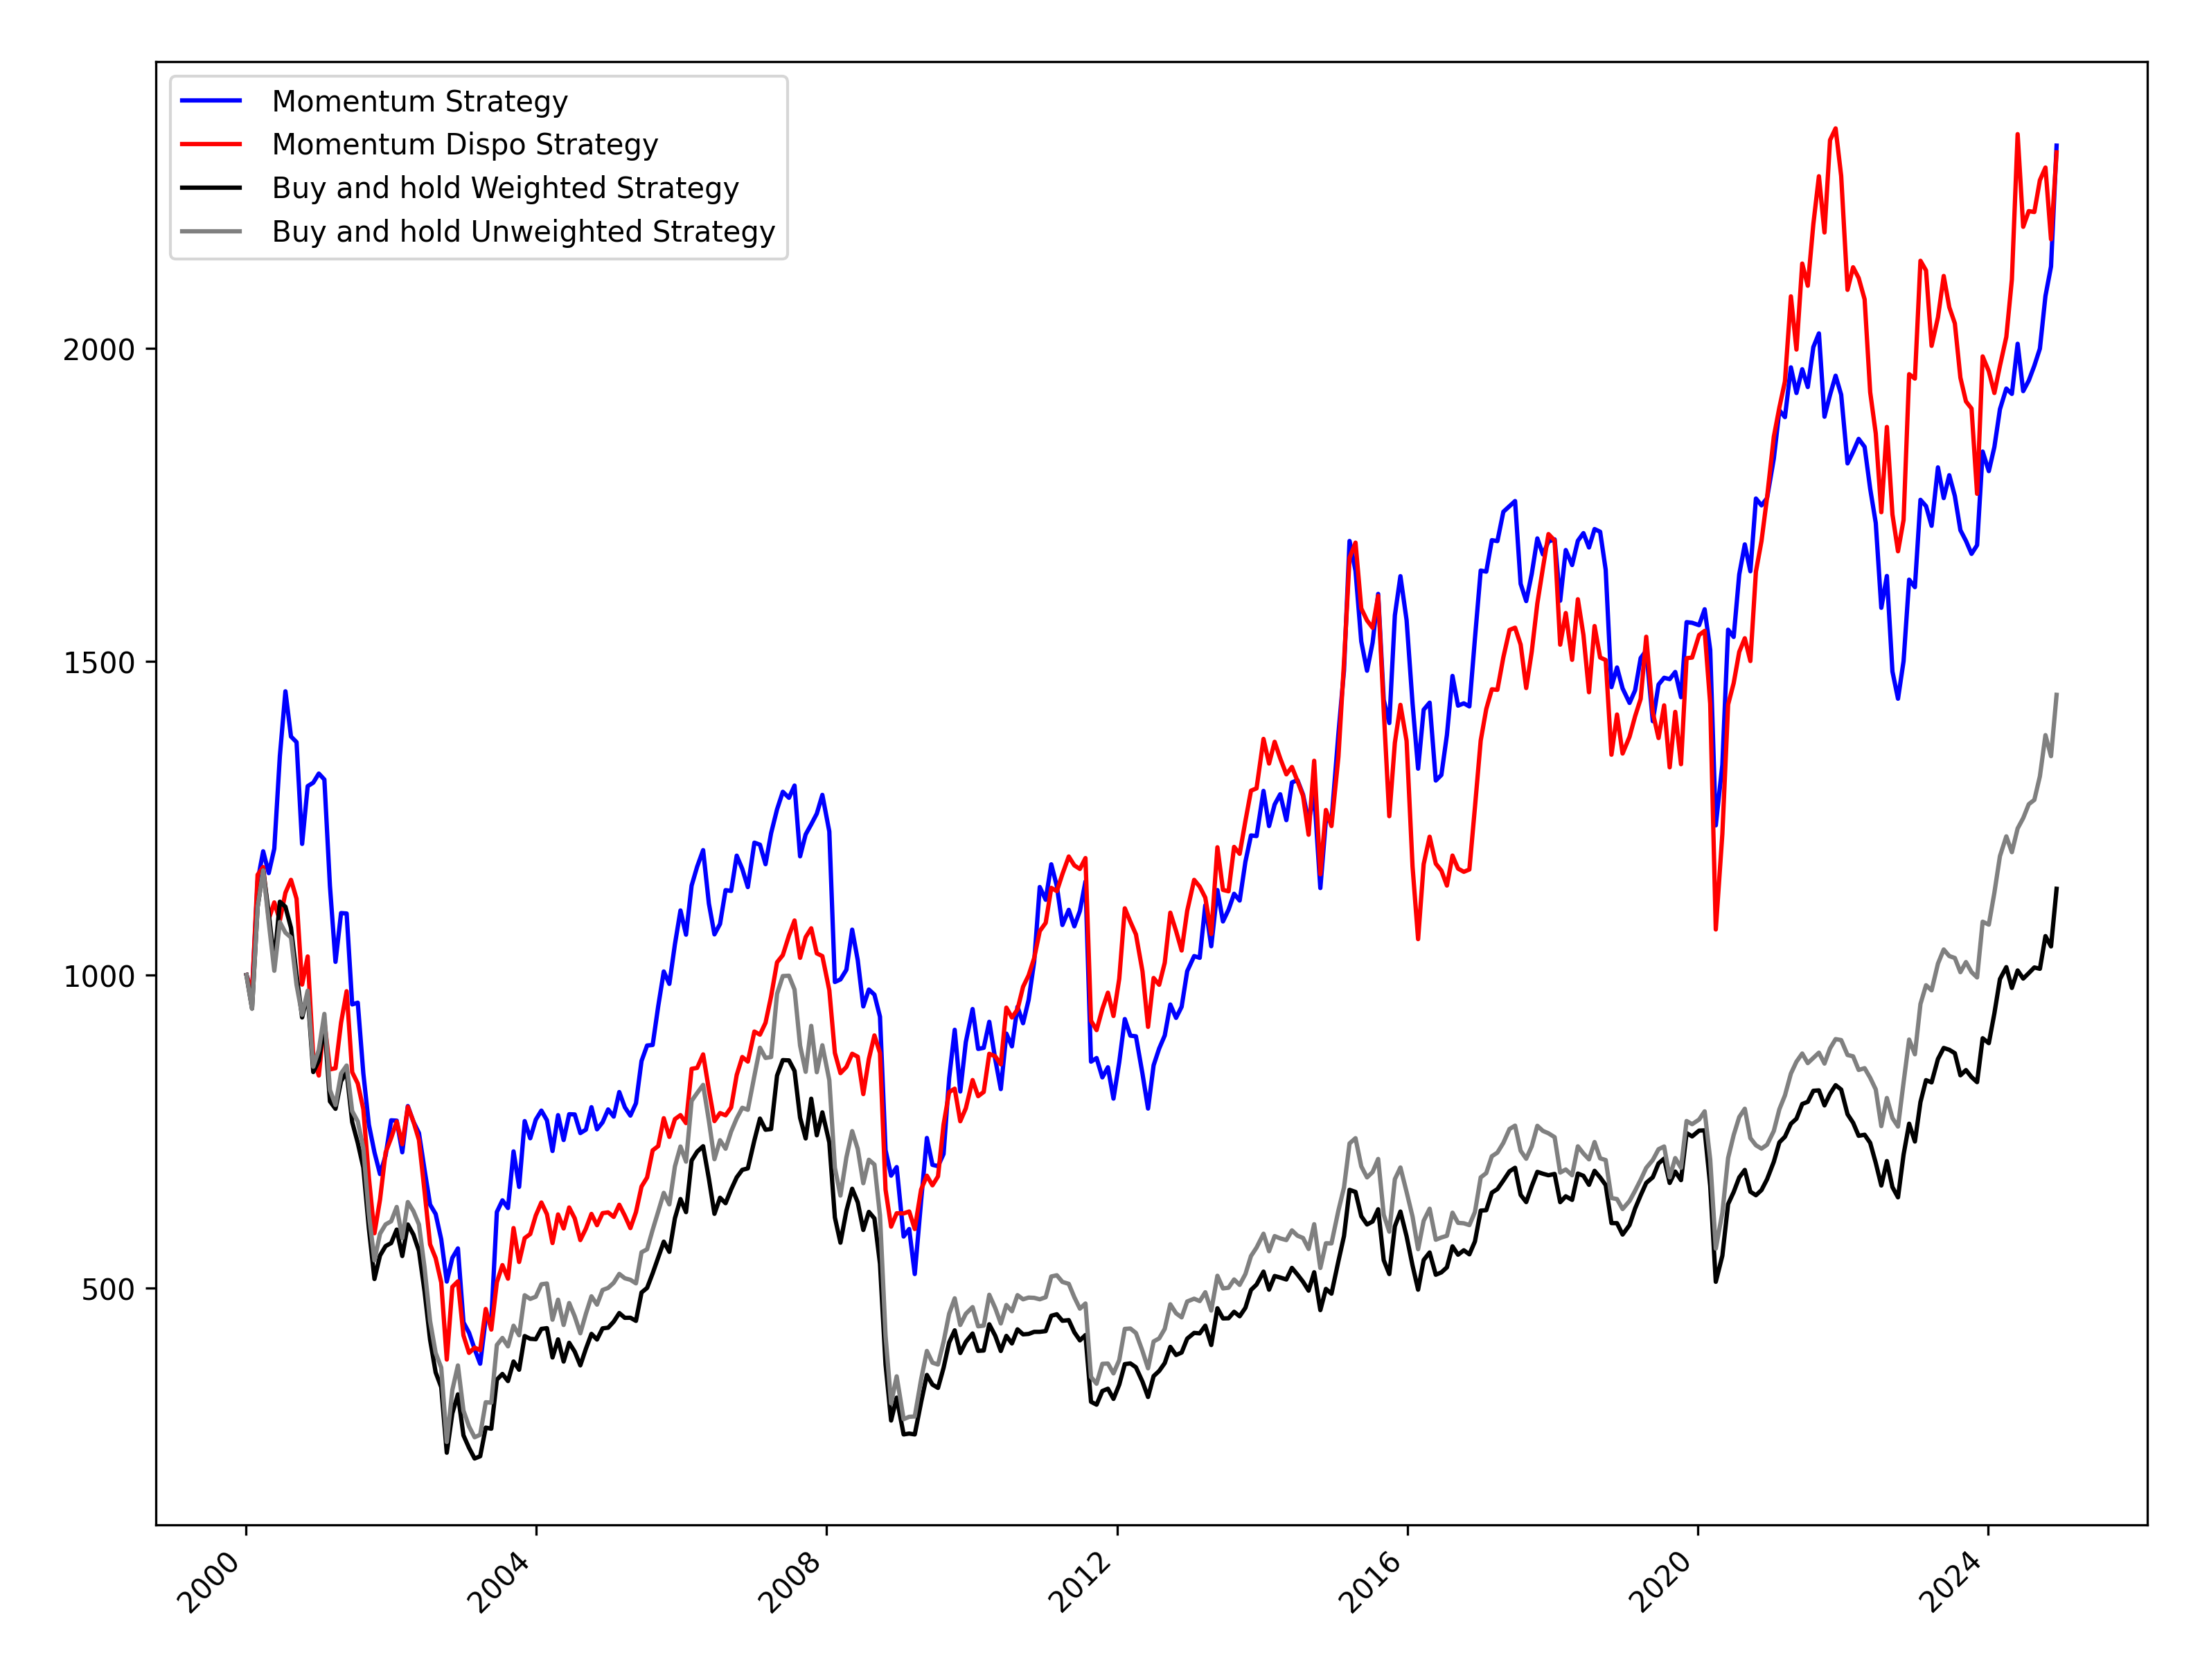 Momentum Strategy
Momentum Dispo Strategy
Buy and hold Weighted Strategy
Buy and hold Unweighted Strategy
2000
1500
1000
500
2000
2004
2008
2012
2016
2020
2024